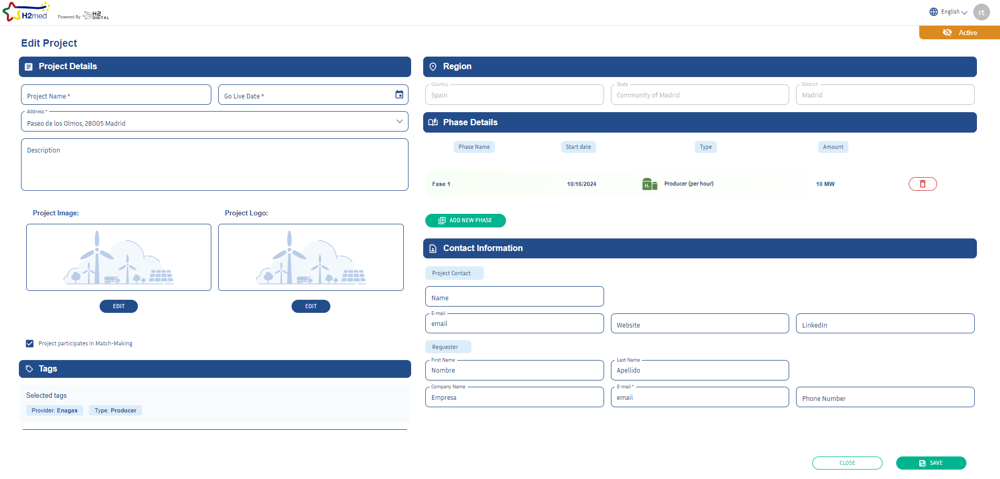 H2med
Powered By H2 DIGITAL
English
rt
Active
Edit Project
Project Details
Project Name *
Go Live Date *
Address *
Paseo de los Olmos, 28005 Madrid
Description
Project Image:
Project Logo:
EDIT
EDIT
Project participates in Match-Making
Tags
Selected tags
Provider: Enagas
Type: Producer
Region
Country
Spain
State
Community of Madrid
District
Madrid
Phase Details
Phase Name
Start date
Type
Amount
Fase 1
10/16/2024
H₂
Producer (per hour)
10 MW
ADD NEW PHASE
Contact Information
Project Contact
Name
E-mail
email
Website
LinkedIn
Requester
First Name
Nombre
Last Name
Apellido
Company Name
Empresa
E-mail *
email
Phone Number
CLOSE
SAVE